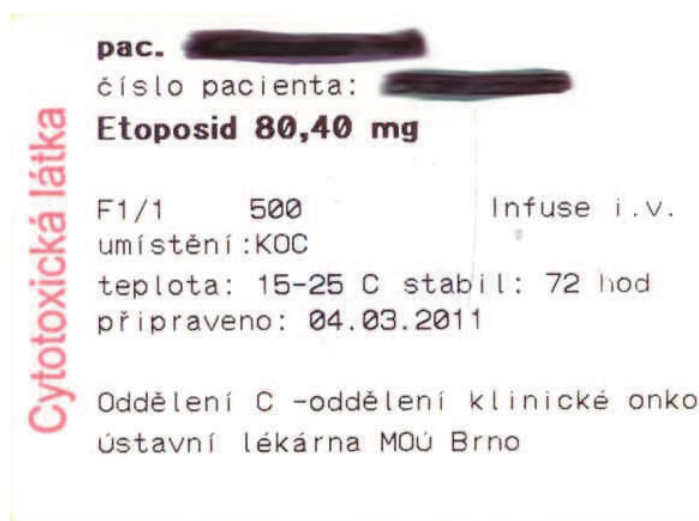 Cytotoxická látka
pac.
číslo pacienta:
Etoposid 80,40 mg
F1/1 500 Infuse i.v.
umístění:KOC
teplota: 15-25 C stabil: 72 hod
připraveno: 04.03.2011
Oddělení C -oddělení klinické onko
ústavní lékárna MOÚ Brno